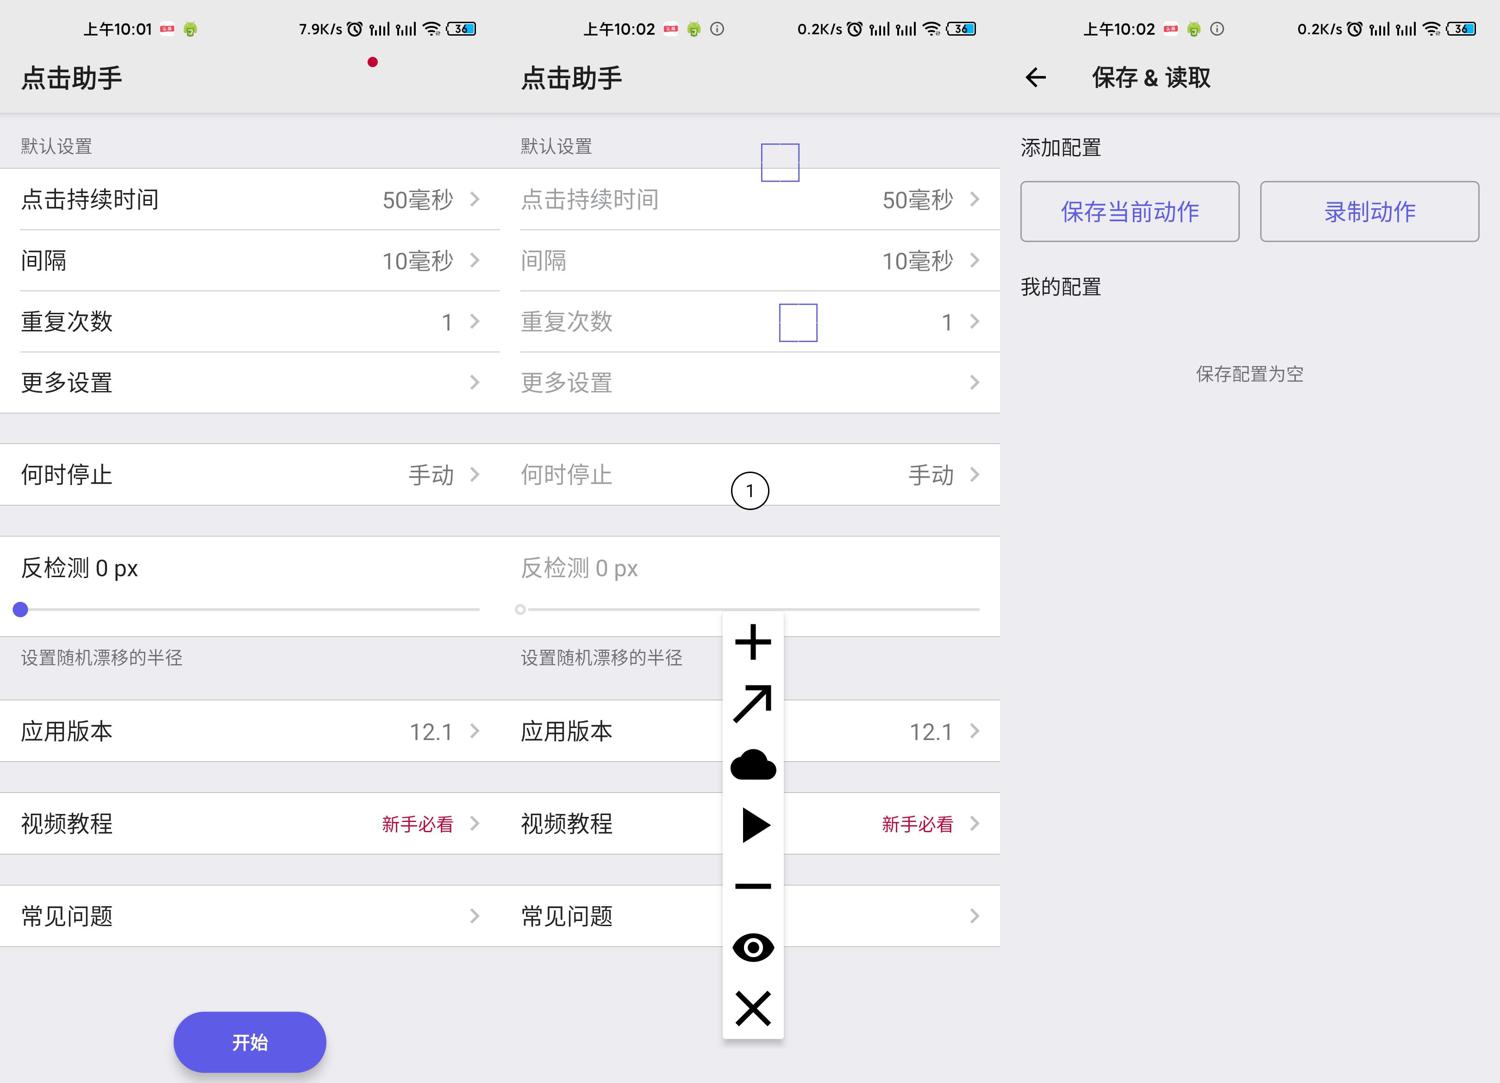 上午10:01
7.9K/s
36
点击助手
默认设置
点击持续时间
50毫秒
间隔
10毫秒
重复次数
1
更多设置
何时停止
手动
反检测 0 px
设置随机漂移的半径
应用版本
12.1
视频教程
新手必看
常见问题
开始
上午10:02
0.2K/s
36
点击助手
默认设置
点击持续时间
50毫秒
间隔
10毫秒
重复次数
1
更多设置
何时停止
1
手动
反检测 0 px
设置随机漂移的半径
应用版本
12.1
视频教程
新手必看
常见问题
上午10:02
0.2K/s
36
保存 & 读取
添加配置
保存当前动作
录制动作
我的配置
保存配置为空